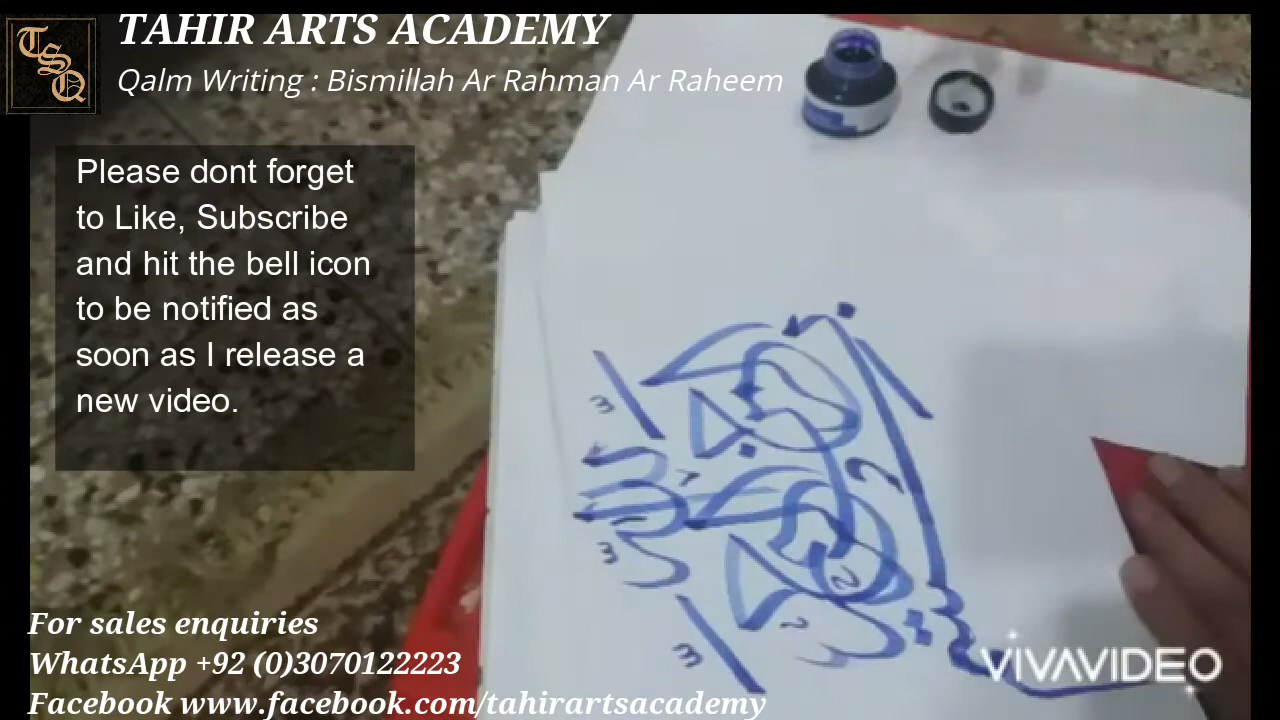 TAHIR ARTS ACADEMY
Qalm Writing : Bismillah Ar Rahman Ar Raheem
TSQ
Please dont forget
to Like, Subscribe
and hit the bell icon
to be notified as
soon as I release a
new video.
For sales enquiries
WhatsApp +92 (0)3070122223
Facebook www.facebook.com/tahirartsacademy
VIVAVIDEO